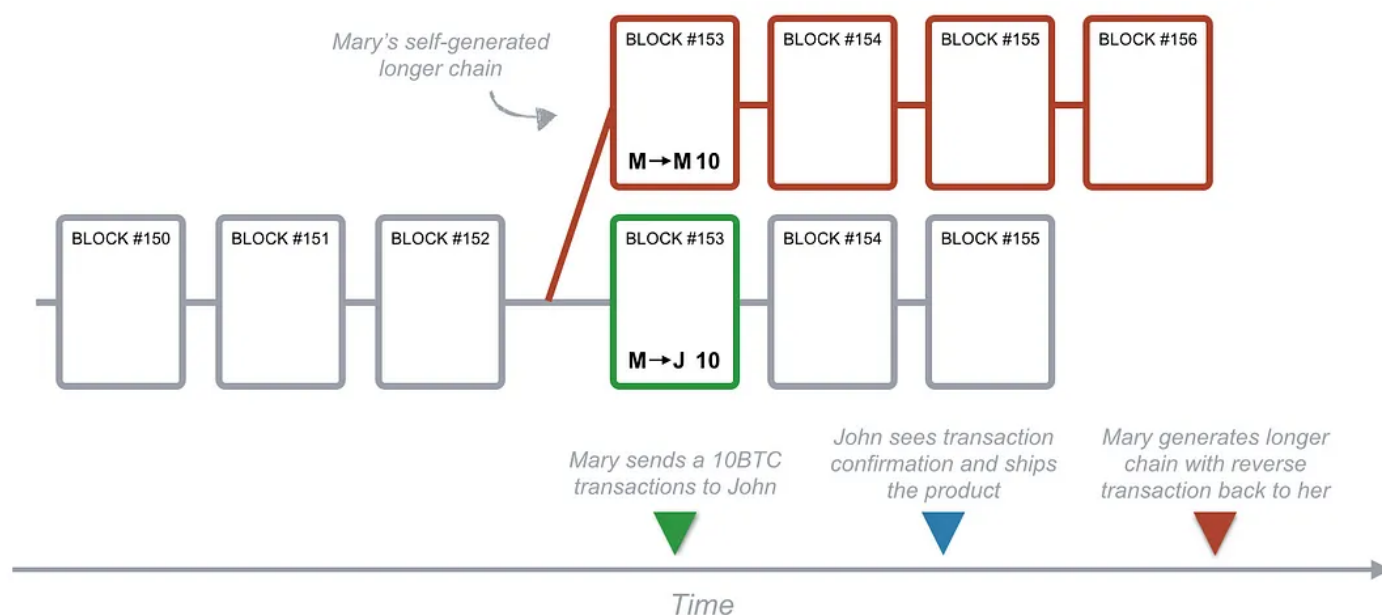 Mary's self-generated
longer chain
BLOCK #153
BLOCK #154
BLOCK #155
BLOCK #156
M→M 10
BLOCK #150
BLOCK #151
BLOCK #152
BLOCK #153
BLOCK #154
BLOCK #155
M→J 10
Mary sends a 10BTC
transactions to John
John sees transaction
confirmation and ships
the product
Mary generates longer
chain with reverse
transaction back to her
Time